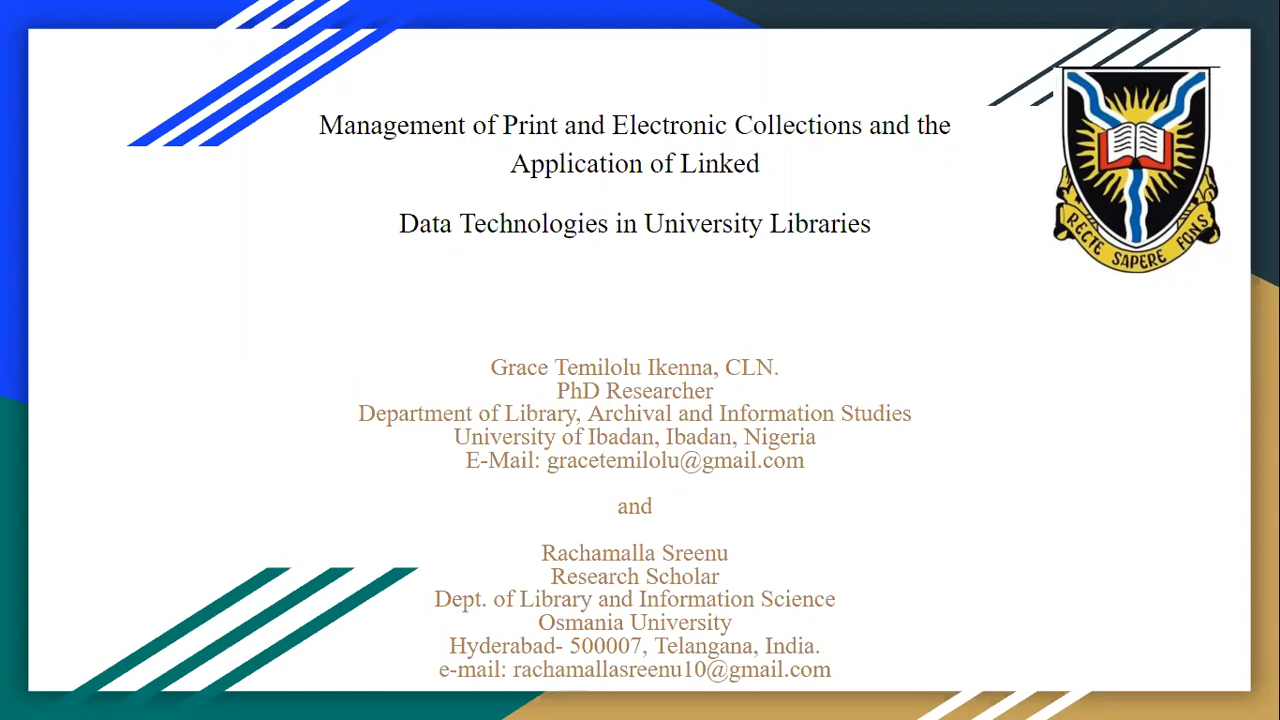 Management of Print and Electronic Collections and the
Application of Linked
Data Technologies in University Libraries
RECTE SAPERE FONS
Grace Temilolu Ikenna, CLN.
PhD Researcher
Department of Library, Archival and Information Studies
University of Ibadan, Ibadan, Nigeria
E-Mail: gracetemilolu@gmail.com
and
Rachamalla Sreenu
Research Scholar
Dept. of Library and Information Science
Osmania University
Hyderabad- 500007, Telangana, India.
e-mail: rachamallasreenu10@gmail.com